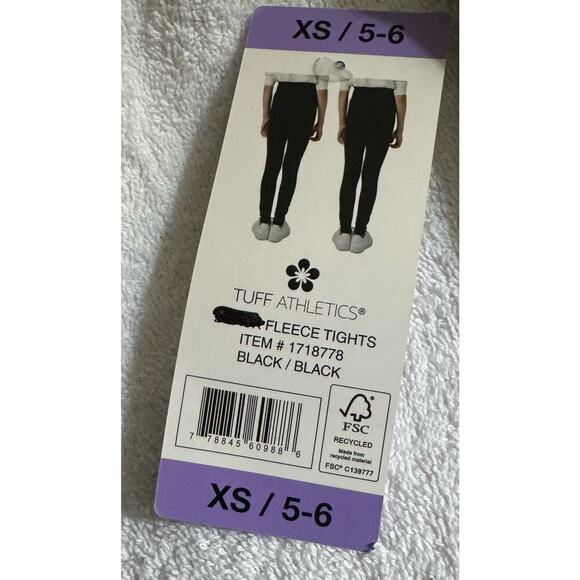 XS / 5-6
TUFF ATHLETICS®
FLEECE TIGHTS
ITEM # 1718778
BLACK / BLACK
7 78845 60988 6
FSC
RECYCLED
Made from
recycled material
FSC® C139777
XS / 5-6